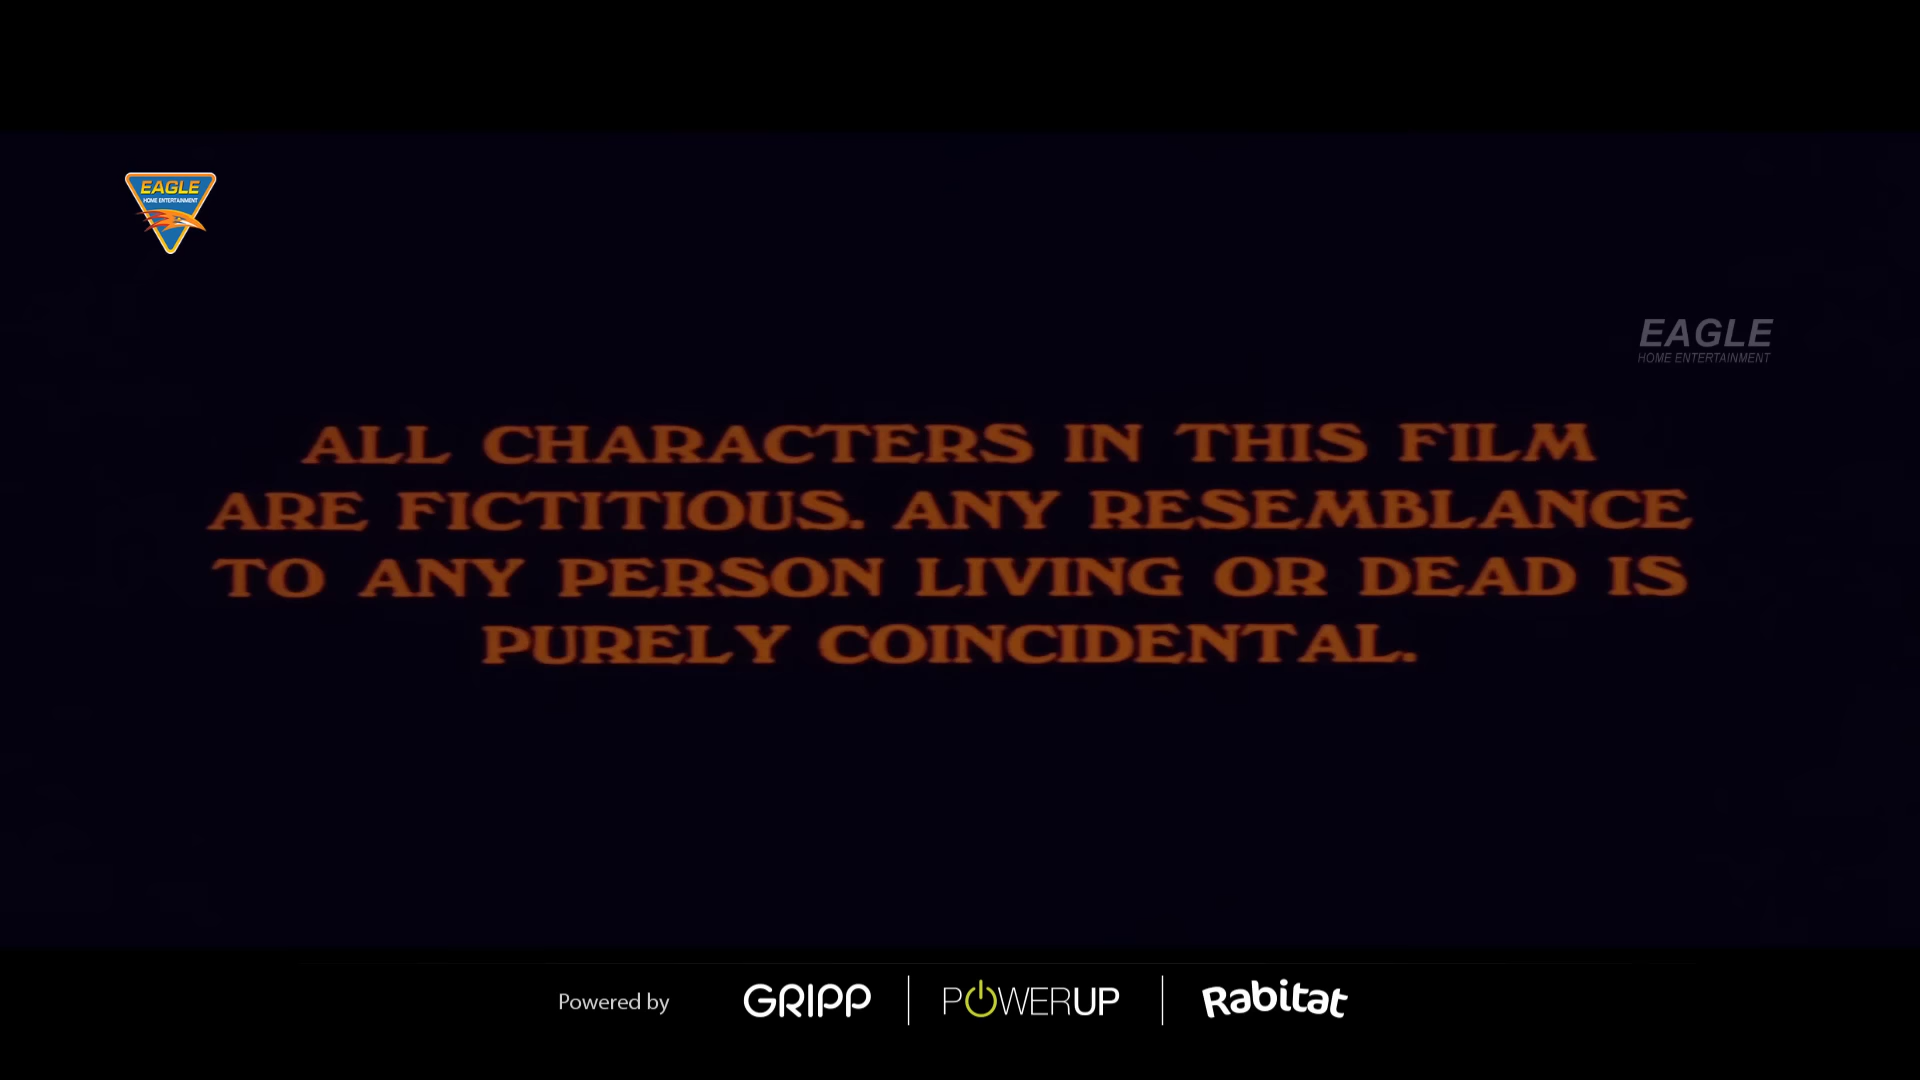 EAGLE
HOME ENTERTAINMENT
EAGLE
HOME ENTERTAINMENT
ALL CHARACTERS IN THIS FILM
ARE FICTITIOUS. ANY RESEMBLANCE
TO ANY PERSON LIVING OR DEAD IS
PURELY COINCIDENTAL.
Powered by GRIPP POWERUP Rabitat